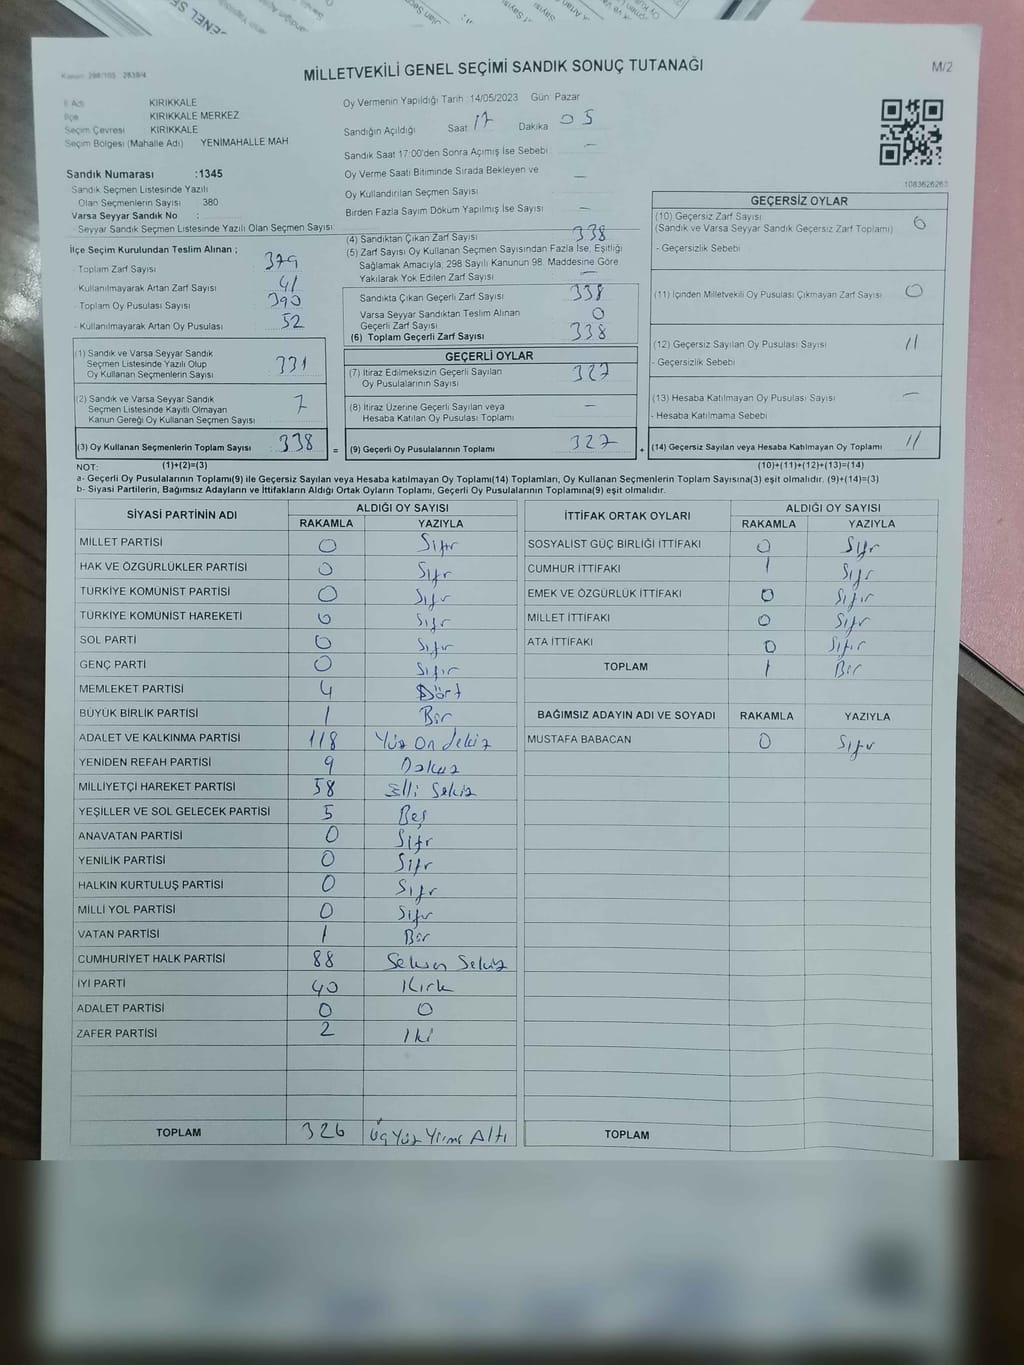 MİLLETVEKİLİ GENEL SEÇİMİ SANDIK SONUÇ TUTANAĞI
M/2
Kanun: 298/105 2839/4
İl Adı KIRIKKALE
İlçe KIRIKKALE MERKEZ
Seçim Çevresi KIRIKKALE
Seçim Bölgesi (Mahalle Adı) YENİMAHALLE MAH
Sandık Numarası :1345
Sandık Seçmen Listesinde Yazılı
Olan Seçmenlerin Sayısı 380
Varsa Seyyar Sandık No :
- Seyyar Sandık Seçmen Listesinde Yazılı Olan Seçmen Sayısı
Oy Vermenin Yapıldığı Tarih :14/05/2023 Gün Pazar
Sandığın Açıldığı Saat 17 Dakika 05
Sandık Saat 17:00'den Sonra Açımış İse Sebebi —
Oy Verme Saati Bitiminde Sırada Bekleyen ve
Oy Kullandırılan Seçmen Sayısı —
Birden Fazla Sayım Döküm Yapılmış İse Sayısı —
1083626263
İlçe Seçim Kurulundan Teslim Alınan ;
- Toplam Zarf Sayısı 379
- Kullanılmayarak Artan Zarf Sayısı 41
- Toplam Oy Pusulası Sayısı 390
- Kullanılmayarak Artan Oy Pusulası 52
(1) Sandık ve Varsa Seyyar Sandık
Seçmen Listesinde Yazılı Olup
Oy Kullanan Seçmenlerin Sayısı 331
(2) Sandık ve Varsa Seyyar Sandık
Seçmen Listesinde Kayıtlı Olmayan
Kanun Gereği Oy Kullanan Seçmen Sayısı 7
(3) Oy Kullanan Seçmenlerin Toplam Sayısı 338 =
(4) Sandıktan Çıkan Zarf Sayısı 338
(5) Zarf Sayısı Oy Kullanan Seçmen Sayısından Fazla İse, Eşitliği
Sağlamak Amacıyla; 298 Sayılı Kanunun 98. Maddesine Göre
Yakılarak Yok Edilen Zarf Sayısı —
Sandıkta Çıkan Geçerli Zarf Sayısı 338
Varsa Seyyar Sandıktan Teslim Alınan
Geçerli Zarf Sayısı 0
(6) Toplam Geçerli Zarf Sayısı 338
GEÇERLİ OYLAR
(7) İtiraz Edilmeksizin Geçerli Sayılan
Oy Pusulalarının Sayısı 327
(8) İtiraz Üzerine Geçerli Sayılan veya
Hesaba Katılan Oy Pusulası Toplamı —
(9) Geçerli Oy Pusulalarının Toplamı 327 +
GEÇERSİZ OYLAR
(10) Geçersiz Zarf Sayısı 0
(Sandık ve Varsa Seyyar Sandık Geçersiz Zarf Toplamı)
- Geçersizlik Sebebi
(11) İçinden Milletvekili Oy Pusulası Çıkmayan Zarf Sayısı 0
(12) Geçersiz Sayılan Oy Pusulası Sayısı 11
- Geçersizlik Sebebi
(13) Hesaba Katılmayan Oy Pusulası Sayısı —
- Hesaba Katılmama Sebebi
(14) Geçersiz Sayılan veya Hesaba Katılmayan Oy Toplamı 11
NOT: (1)+(2)=(3) (10)+(11)+(12)+(13)=(14)
a- Geçerli Oy Pusulalarının Toplamı(9) ile Geçersiz Sayılan veya Hesaba katılmayan Oy Toplamı(14) Toplamları, Oy Kullanan Seçmenlerin Toplam Sayısına(3) eşit olmalıdır. (9)+(14)=(3)
b- Siyasi Partilerin, Bağımsız Adayların ve İttifakların Aldığı Ortak Oyların Toplamı, Geçerli Oy Pusulalarının Toplamına(9) eşit olmalıdır.
SİYASİ PARTİNİN ADI ALDIĞI OY SAYISI
RAKAMLA YAZIYLA
MİLLET PARTİSİ 0 Sıfır
HAK VE ÖZGÜRLÜKLER PARTİSİ 0 Sıfır
TÜRKİYE KOMÜNİST PARTİSİ 0 Sıfır
TÜRKİYE KOMÜNİST HAREKETİ 0 Sıfır
SOL PARTİ 0 Sıfır
GENÇ PARTİ 0 Sıfır
MEMLEKET PARTİSİ 4 Dört
BÜYÜK BİRLİK PARTİSİ 1 Bir
ADALET VE KALKINMA PARTİSİ 118 Yüz On Sekiz
YENİDEN REFAH PARTİSİ 9 Dokuz
MİLLİYETÇİ HAREKET PARTİSİ 58 Elli Sekiz
YEŞİLLER VE SOL GELECEK PARTİSİ 5 Beş
ANAVATAN PARTİSİ 0 Sıfır
YENİLİK PARTİSİ 0 Sıfır
HALKIN KURTULUŞ PARTİSİ 0 Sıfır
MİLLİ YOL PARTİSİ 0 Sıfır
VATAN PARTİSİ 1 Bir
CUMHURİYET HALK PARTİSİ 88 Seksen Sekiz
İYİ PARTİ 40 Kırk
ADALET PARTİSİ 0 0
ZAFER PARTİSİ 2 İki
TOPLAM 326 Üç Yüz Yirmi Altı
İTTİFAK ORTAK OYLARI ALDIĞI OY SAYISI
RAKAMLA YAZIYLA
SOSYALİST GÜÇ BİRLİĞİ İTTİFAKI 0 Sıfır
CUMHUR İTTİFAKI 1 Sıfır
EMEK VE ÖZGÜRLÜK İTTİFAKI 0 Sıfır
MİLLET İTTİFAKI 0 Sıfır
ATA İTTİFAKI 0 Sıfır
TOPLAM 1 Bir
BAĞIMSIZ ADAYIN ADI VE SOYADI RAKAMLA YAZIYLA
MUSTAFA BABACAN 0 Sıfır
TOPLAM